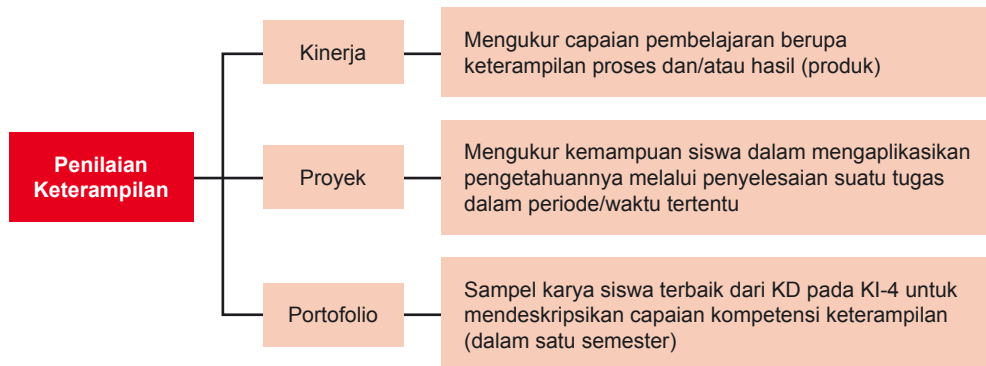 Penilaian
Keterampilan
Kinerja
Mengukur capaian pembelajaran berupa
keterampilan proses dan/atau hasil (produk)
Proyek
Mengukur kemampuan siswa dalam mengaplikasikan
pengetahuannya melalui penyelesaian suatu tugas
dalam periode/waktu tertentu
Portofolio
Sampel karya siswa terbaik dari KD pada KI-4 untuk
mendeskripsikan capaian kompetensi keterampilan
(dalam satu semester)